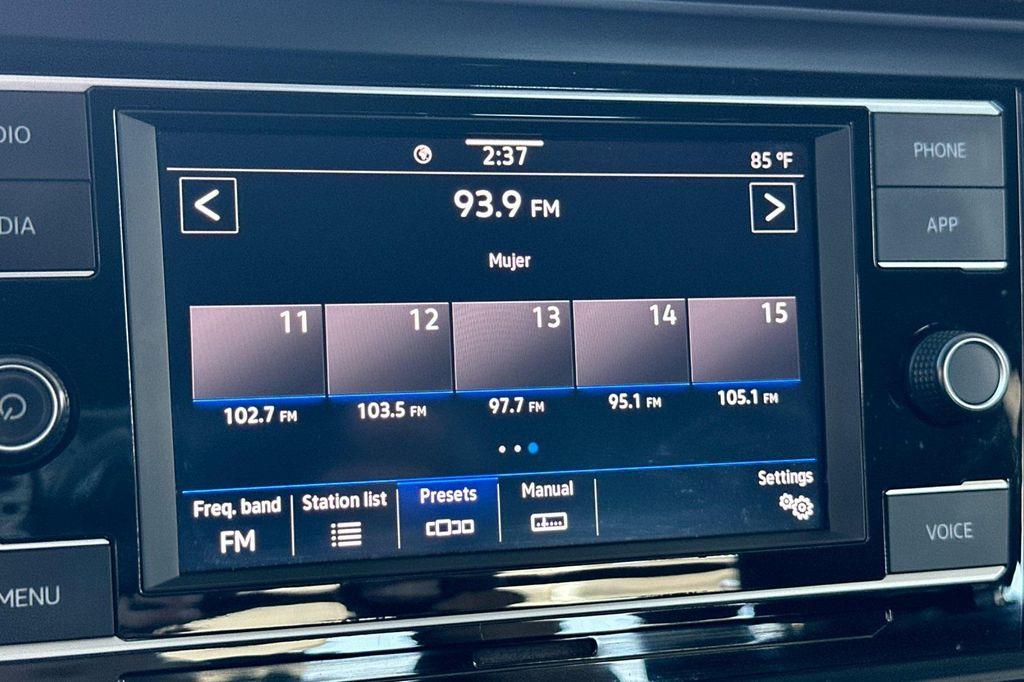 DIO
DIA
MENU
2:37
85 °F
93.9 FM
Mujer
11 12 13 14 15
102.7 FM 103.5 FM 97.7 FM 95.1 FM 105.1 FM
Freq. band Station list Presets Manual Settings
FM
PHONE
APP
VOICE